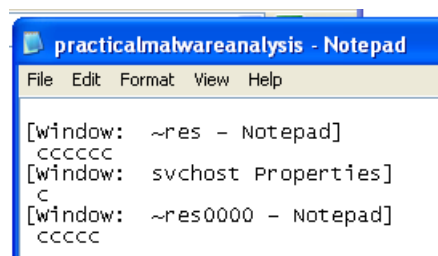 practicalmalwareanalysis - Notepad
File Edit Format View Help
[Window: ~res - Notepad]
cccccc
[Window: svchost Properties]
c
[Window: ~res0000 - Notepad]
ccccc